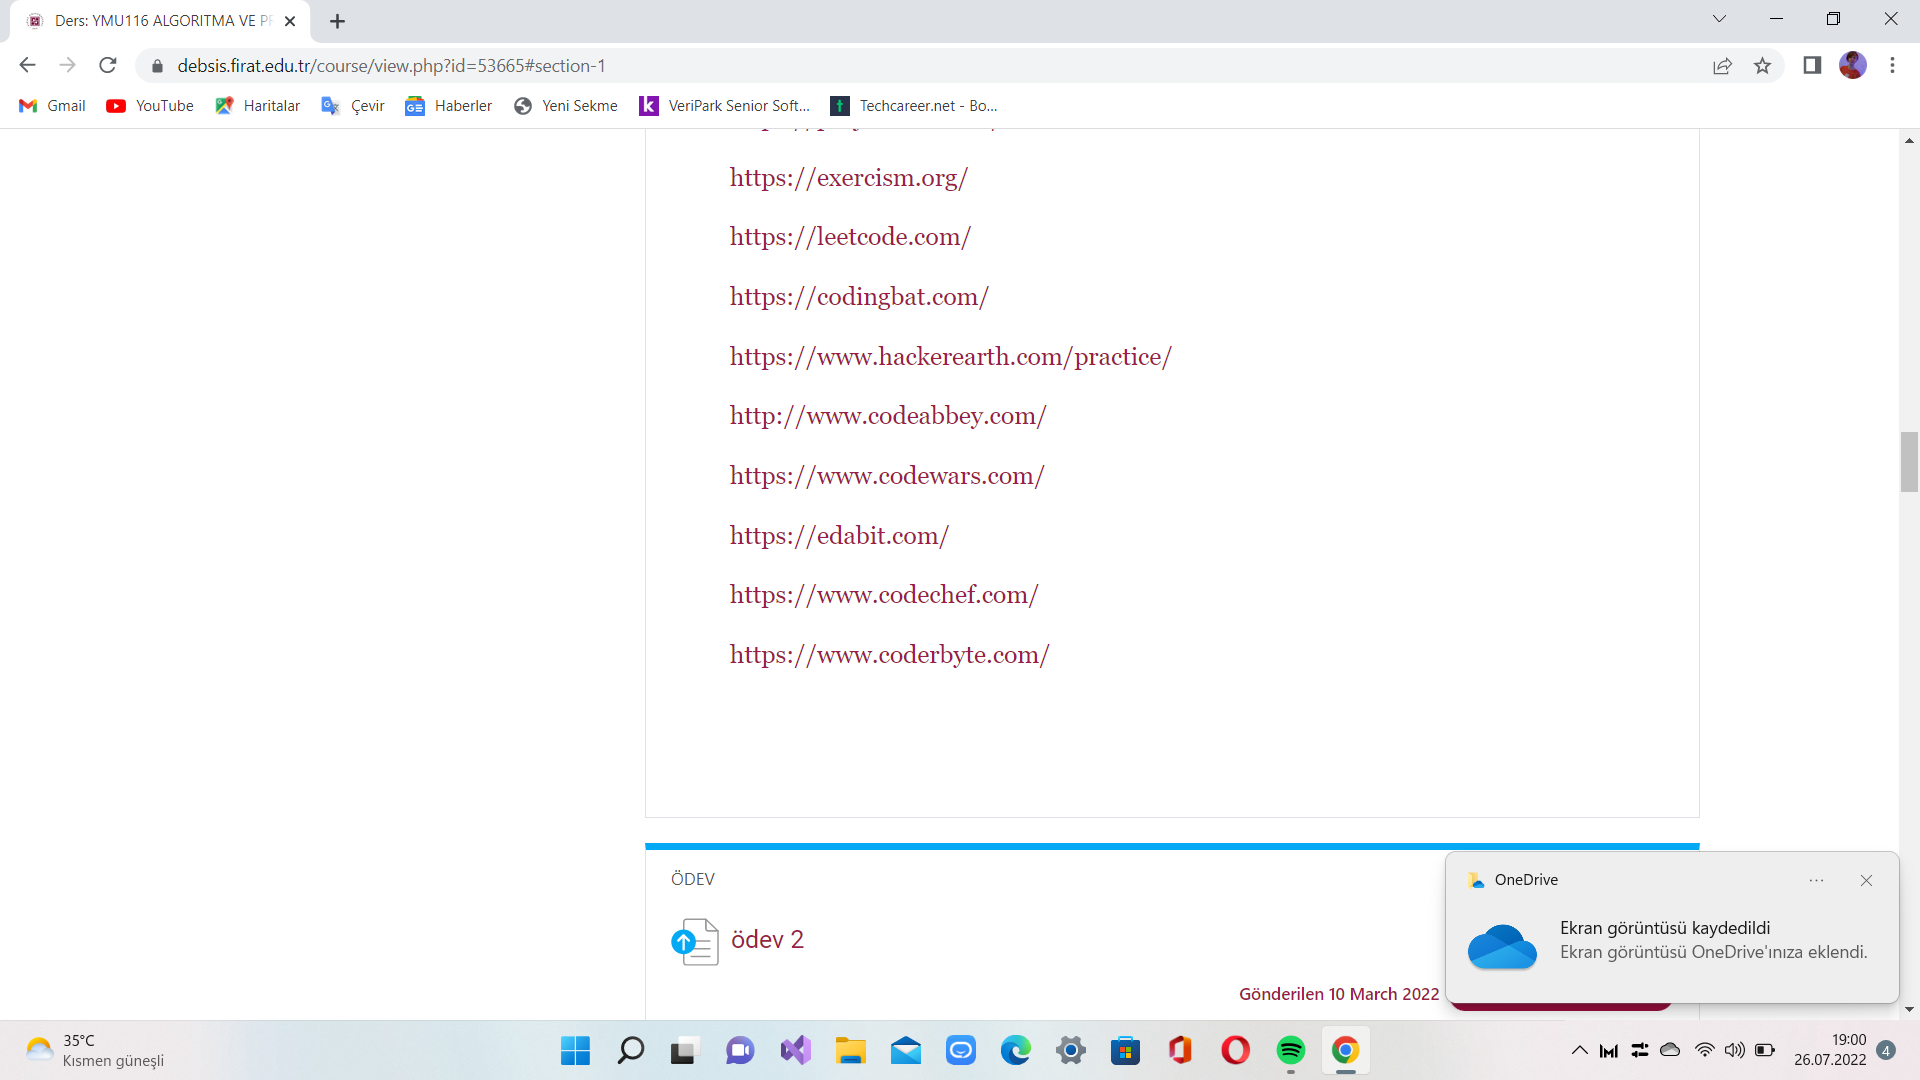 Ders: YMU116 ALGORITMA VE PR
debsis.firat.edu.tr/course/view.php?id=53665#section-1
Gmail
YouTube
Haritalar
Çevir
Haberler
Yeni Sekme
VeriPark Senior Soft...
Techcareer.net - Bo...
https://exercism.org/
https://leetcode.com/
https://codingbat.com/
https://www.hackerearth.com/practice/
http://www.codeabbey.com/
https://www.codewars.com/
https://edabit.com/
https://www.codechef.com/
https://www.coderbyte.com/
ÖDEV
ödev 2
Gönderilen 10 March 2022
OneDrive
Ekran görüntüsü kaydedildi
Ekran görüntüsü OneDrive'ınıza eklendi.
35°C
Kısmen güneşli
19:00
26.07.2022
4